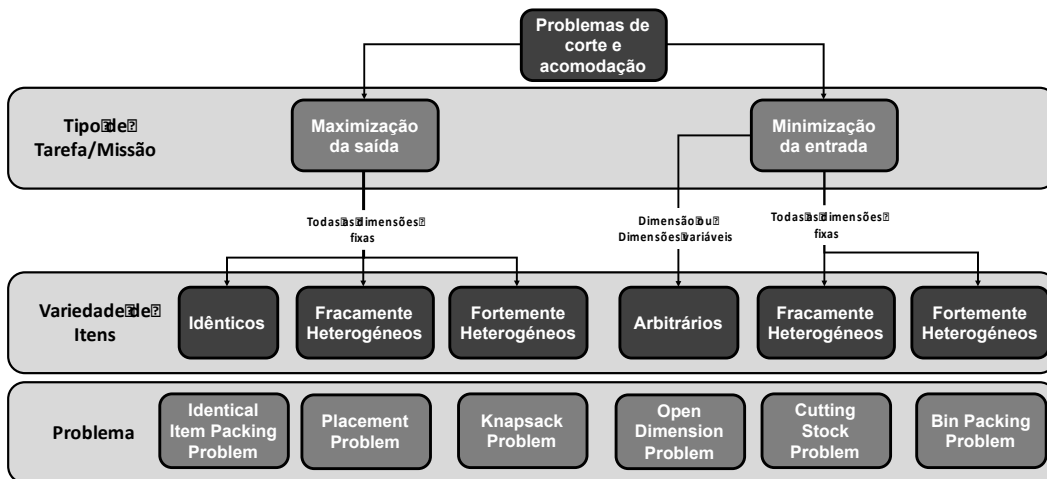 Problemas de
corte e
acomodação
Tipo de
Tarefa/Missão
Maximização
da saída
Minimização
da entrada
Todas as dimensões
fixas
Dimensão ou
Dimensões variáveis
Todas as dimensões
fixas
Variedade de
Itens
Idênticos
Fracamente
Heterogéneos
Fortemente
Heterogéneos
Arbitrários
Fracamente
Heterogéneos
Fortemente
Heterogéneos
Problema
Identical
Item Packing
Problem
Placement
Problem
Knapsack
Problem
Open
Dimension
Problem
Cutting
Stock
Problem
Bin Packing
Problem